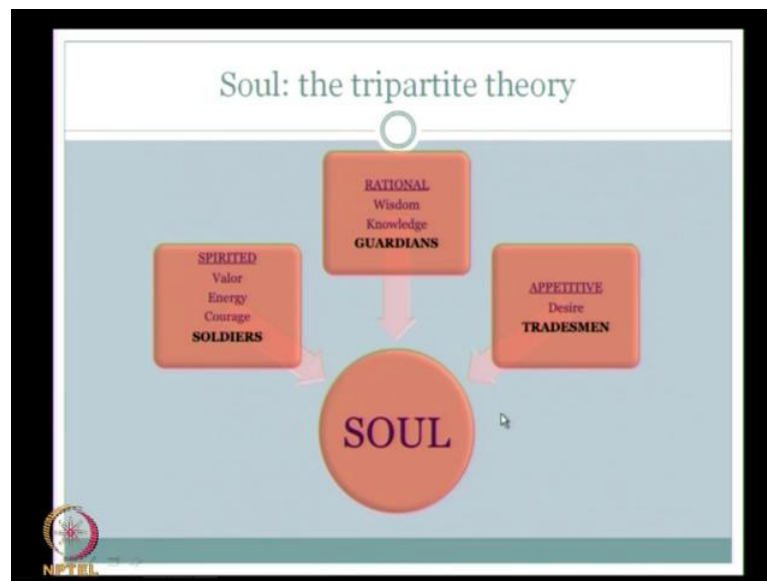 Soul: the tripartite theory
RATIONAL
Wisdom
Knowledge
GUARDIANS
SPIRITED
Valor
Energy
Courage
SOLDIERS
APPETITIVE
Desire
TRADESMEN
SOUL
NPTEL